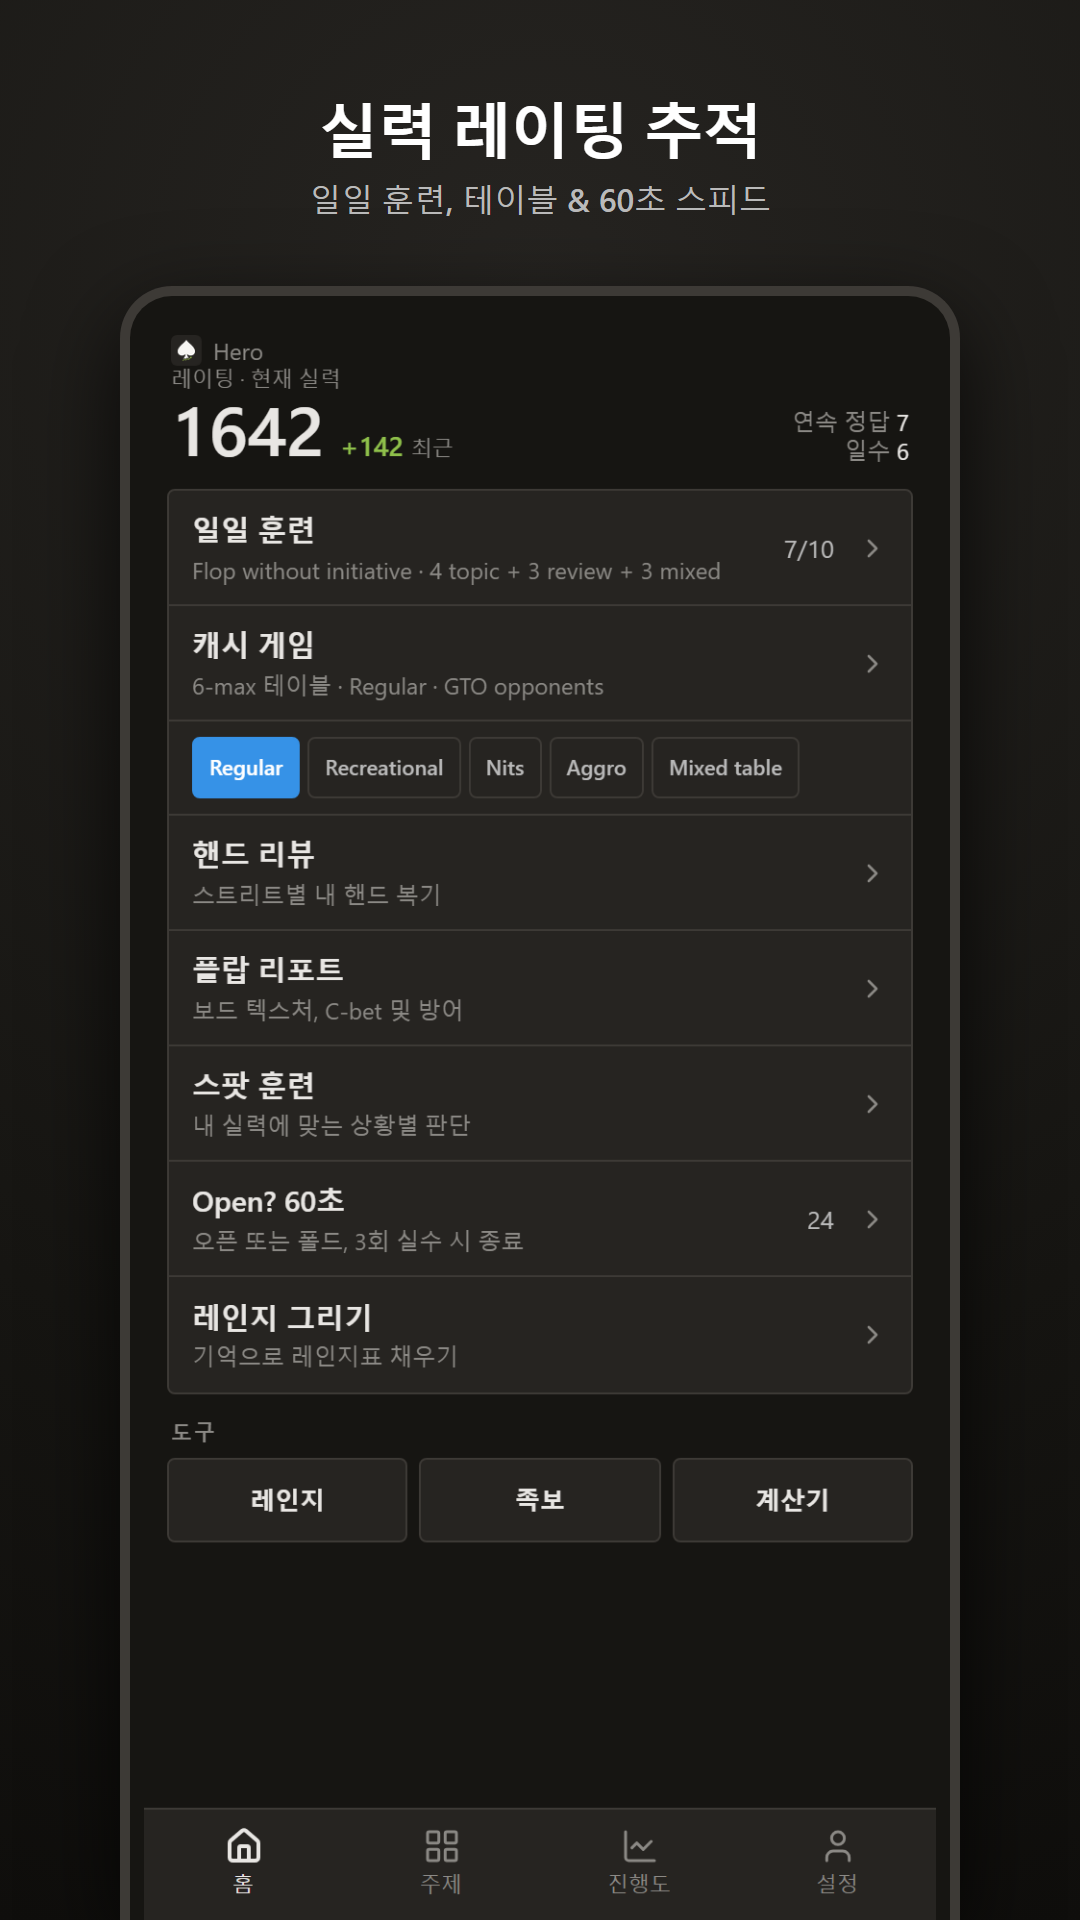 실력 레이팅 추적
일일 훈련, 테이블 & 60초 스피드
Hero
레이팅 · 현재 실력
1642 +142 최근
연속 정답 7
일수 6
일일 훈련
Flop without initiative · 4 topic + 3 review + 3 mixed
7/10
캐시 게임
6-max 테이블 · Regular · GTO opponents
Regular Recreational Nits Aggro Mixed table
핸드 리뷰
스트리트별 내 핸드 복기
플랍 리포트
보드 텍스처, C-bet 및 방어
스팟 훈련
내 실력에 맞는 상황별 판단
Open? 60초
오픈 또는 폴드, 3회 실수 시 종료
24
레인지 그리기
기억으로 레인지표 채우기
도구
레인지 족보 계산기
홈 주제 진행도 설정